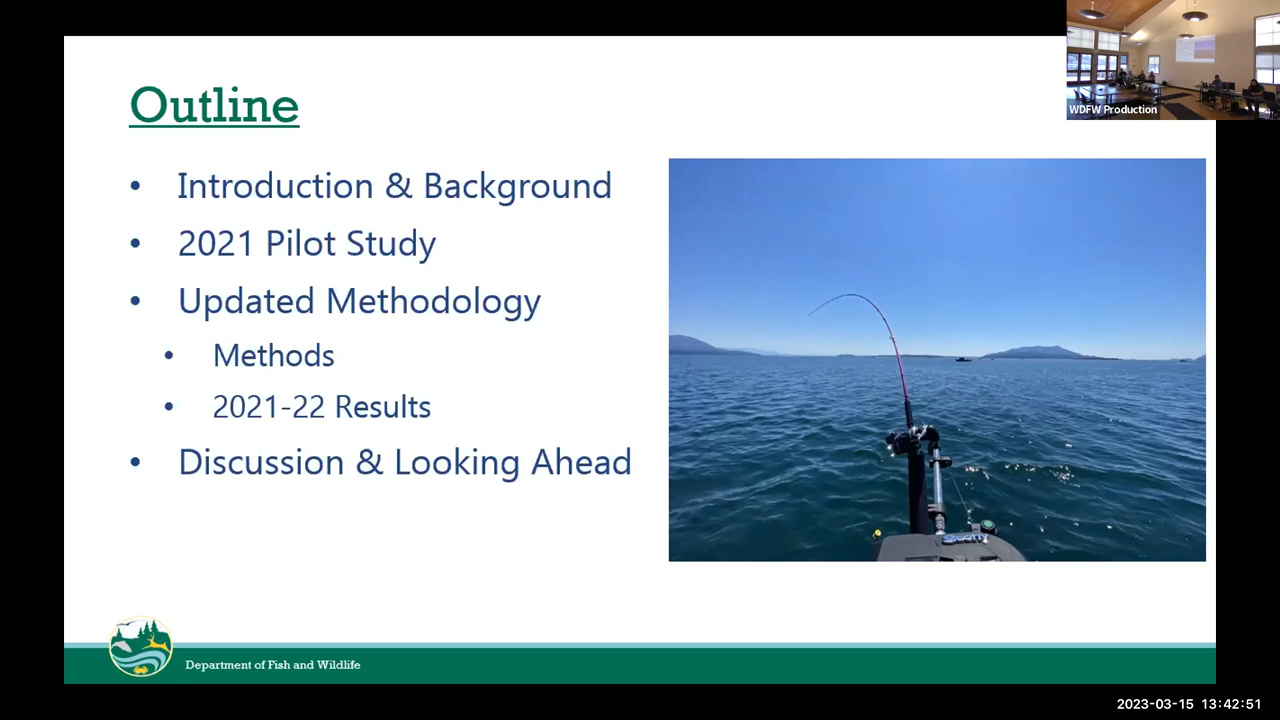 Outline
• Introduction & Background
• 2021 Pilot Study
• Updated Methodology
• Methods
• 2021-22 Results
• Discussion & Looking Ahead
Department of Fish and Wildlife
WDFW Production
2023-03-15 13:42:51